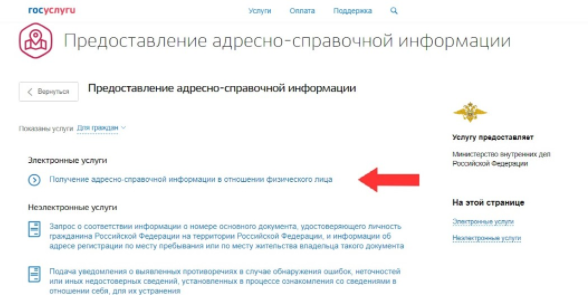 госуслуги Услуги Оплата Поддержка
Предоставление адресно-справочной информации
Вернуться Предоставление адресно-справочной информации
Показаны услуги Для граждан
Электронные услуги
Получение адресно-справочной информации в отношении физического лица
Неэлектронные услуги
Запрос о соответствии информации о номере основного документа, удостоверяющего личность
гражданина Российской Федерации на территории Российской Федерации, и информации об
адресе регистрации по месту пребывания или по месту жительства владельца такого документа
Подача уведомления о выявленных противоречиях в случае обнаружения ошибок, неточностей
или иных недостоверных сведений, установленных в процессе ознакомления со сведениями в
отношении себя, для их устранения
Услугу предоставляет
Министерство внутренних дел
Российской Федерации
На этой странице
Электронные услуги
Неэлектронные услуги